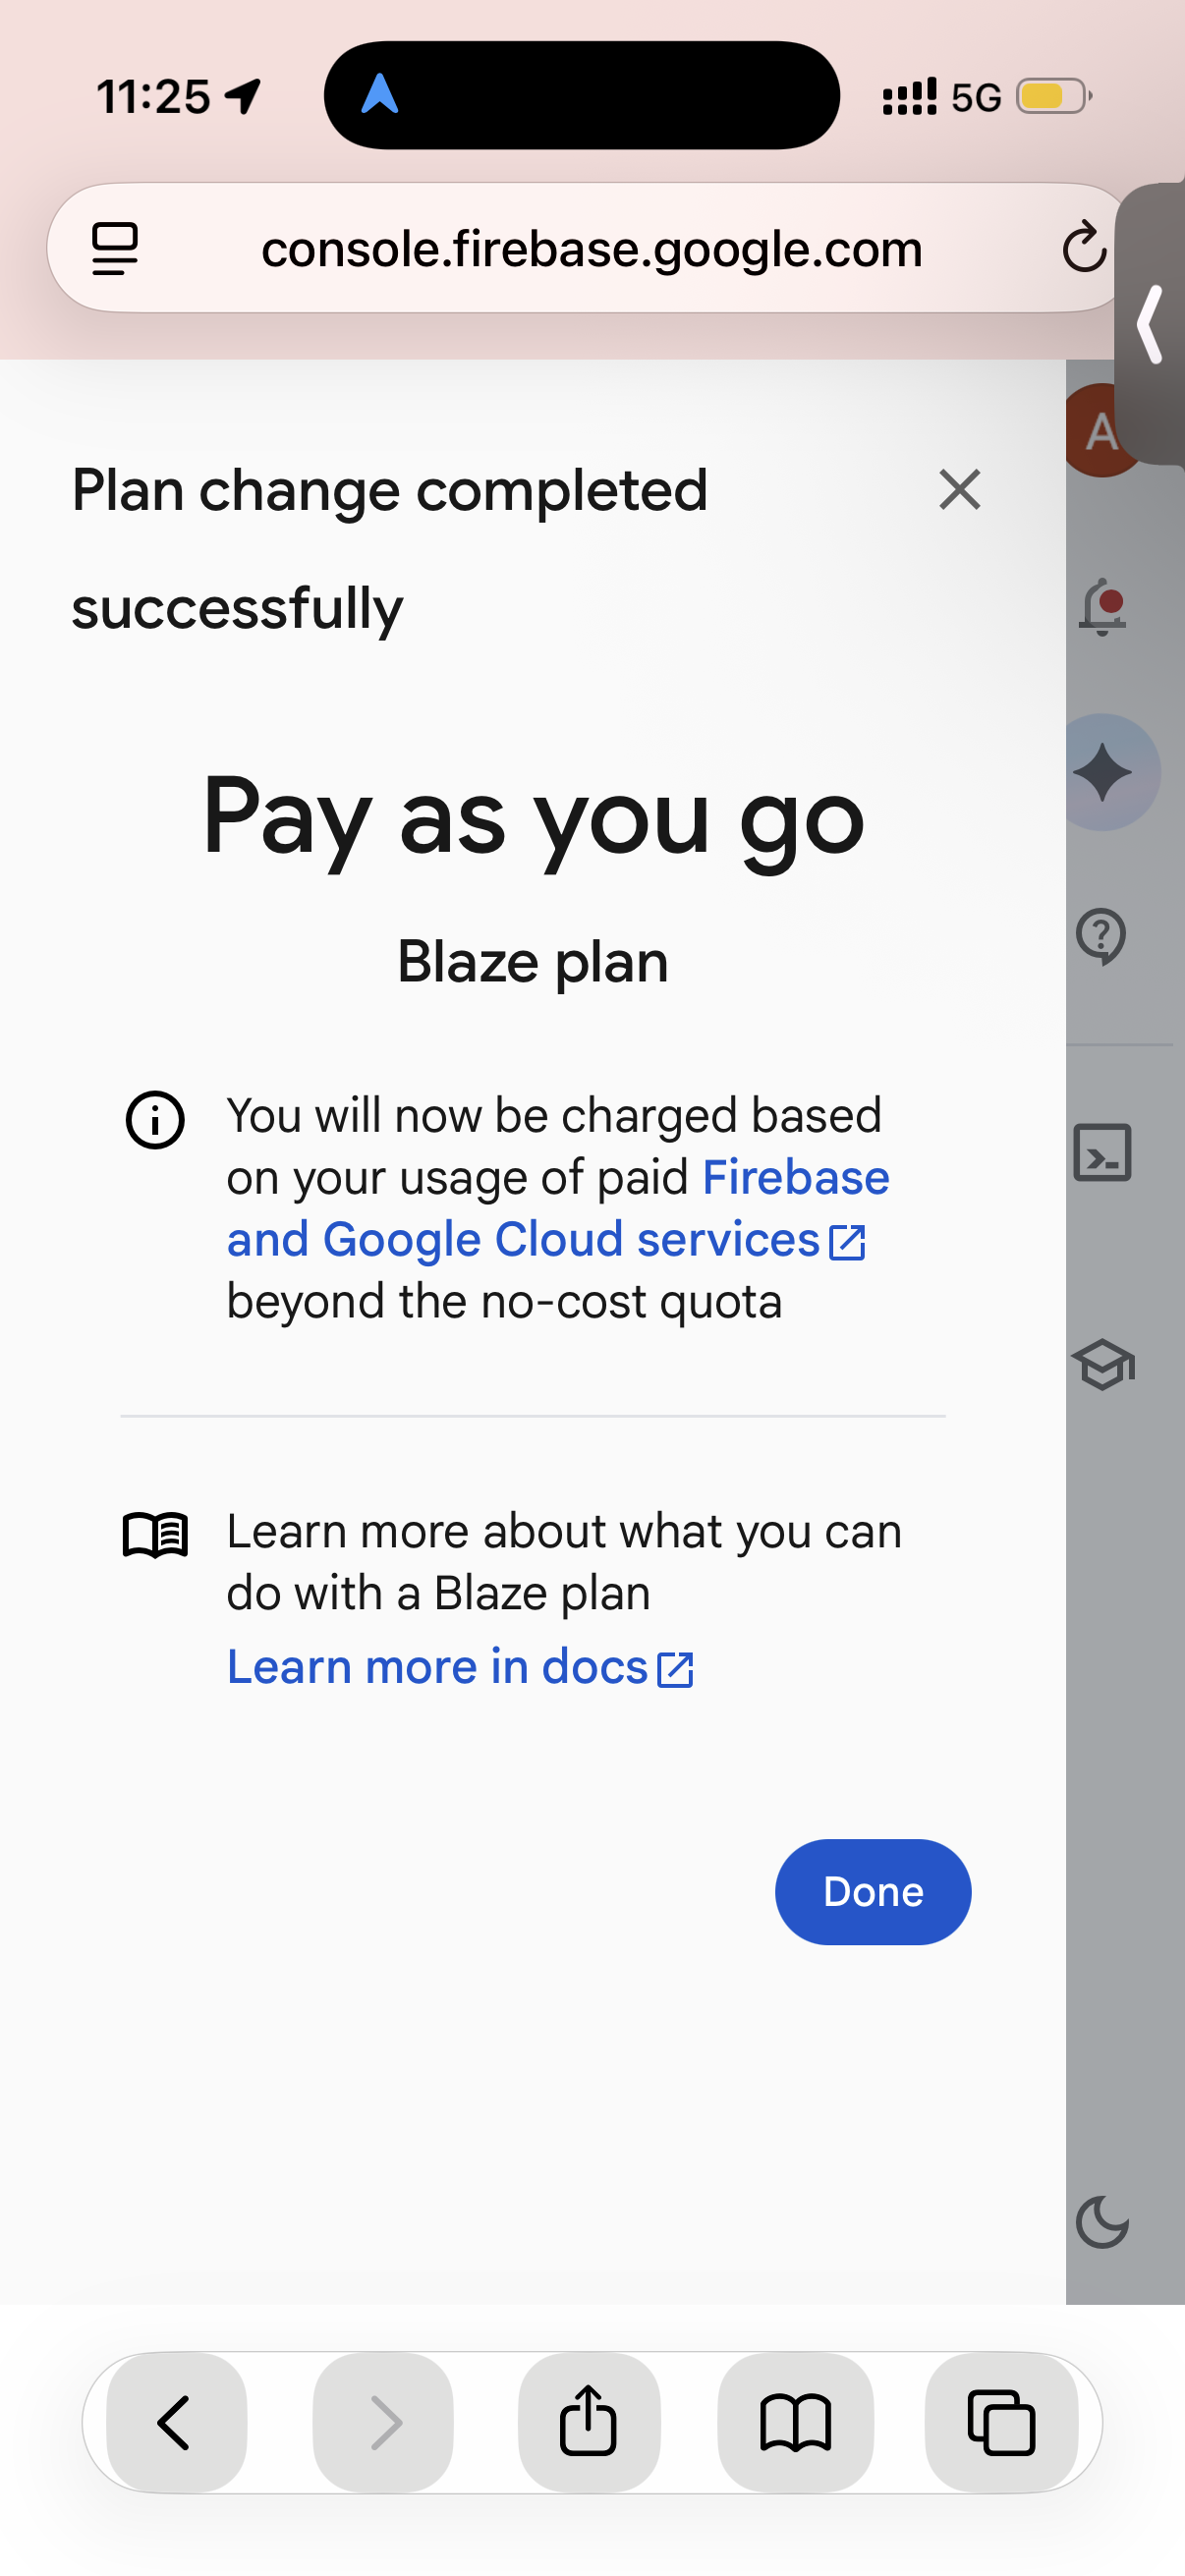 11:25
5G
console.firebase.google.com
A
Plan change completed
successfully
Pay as you go
Blaze plan
You will now be charged based
on your usage of paid Firebase
and Google Cloud services
beyond the no-cost quota
Learn more about what you can
do with a Blaze plan
Learn more in docs
Done